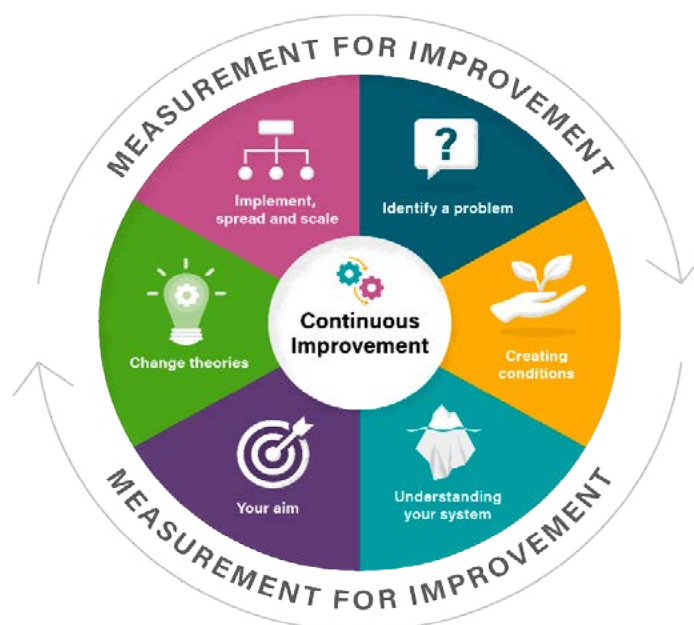 MEASUREMENT FOR IMPROVEMENT
?
Identify a problem
Creating
conditions
Understanding
your system
Your aim
Change theories
Implement,
spread and scale
Continuous
Improvement
MEASUREMENT FOR IMPROVEMENT